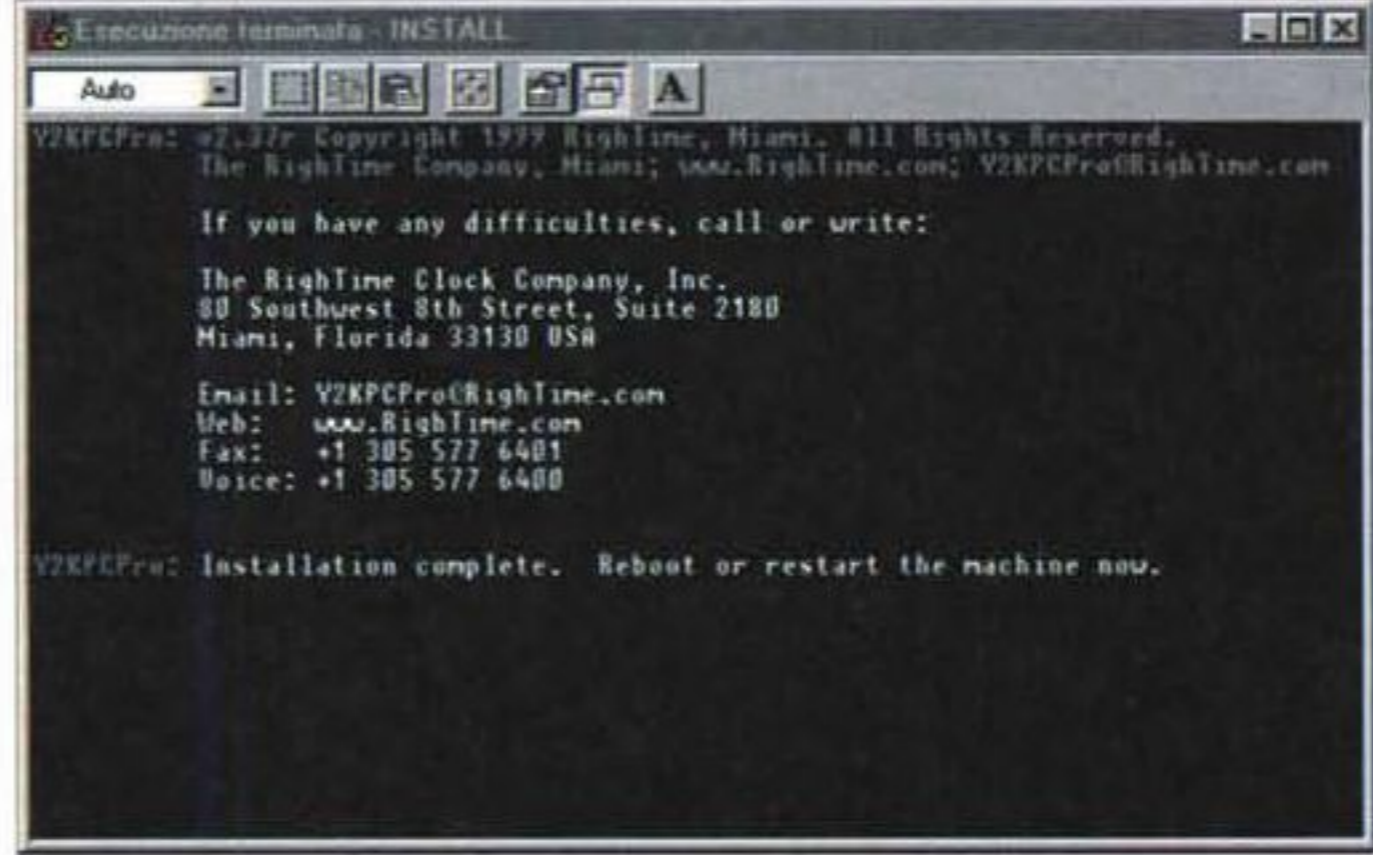 Esecuzione terminata - INSTALL
Auto
A
Y2KPCPro: v2.37r Copyright 1999 RighTime, Miami. All Rights Reserved.
The RighTime Company, Miami; www.RighTime.com; Y2KPCPro@RighTime.com
If you have any difficulties, call or write:
The RighTime Clock Company, Inc.
80 Southwest 8th Street, Suite 2180
Miami, Florida 33130 USA
Email: Y2KPCPro@RighTime.com
Web: www.RighTime.com
Fax: +1 305 577 6401
Voice: +1 305 577 6400
Y2KPCPro: Installation complete. Reboot or restart the machine now.